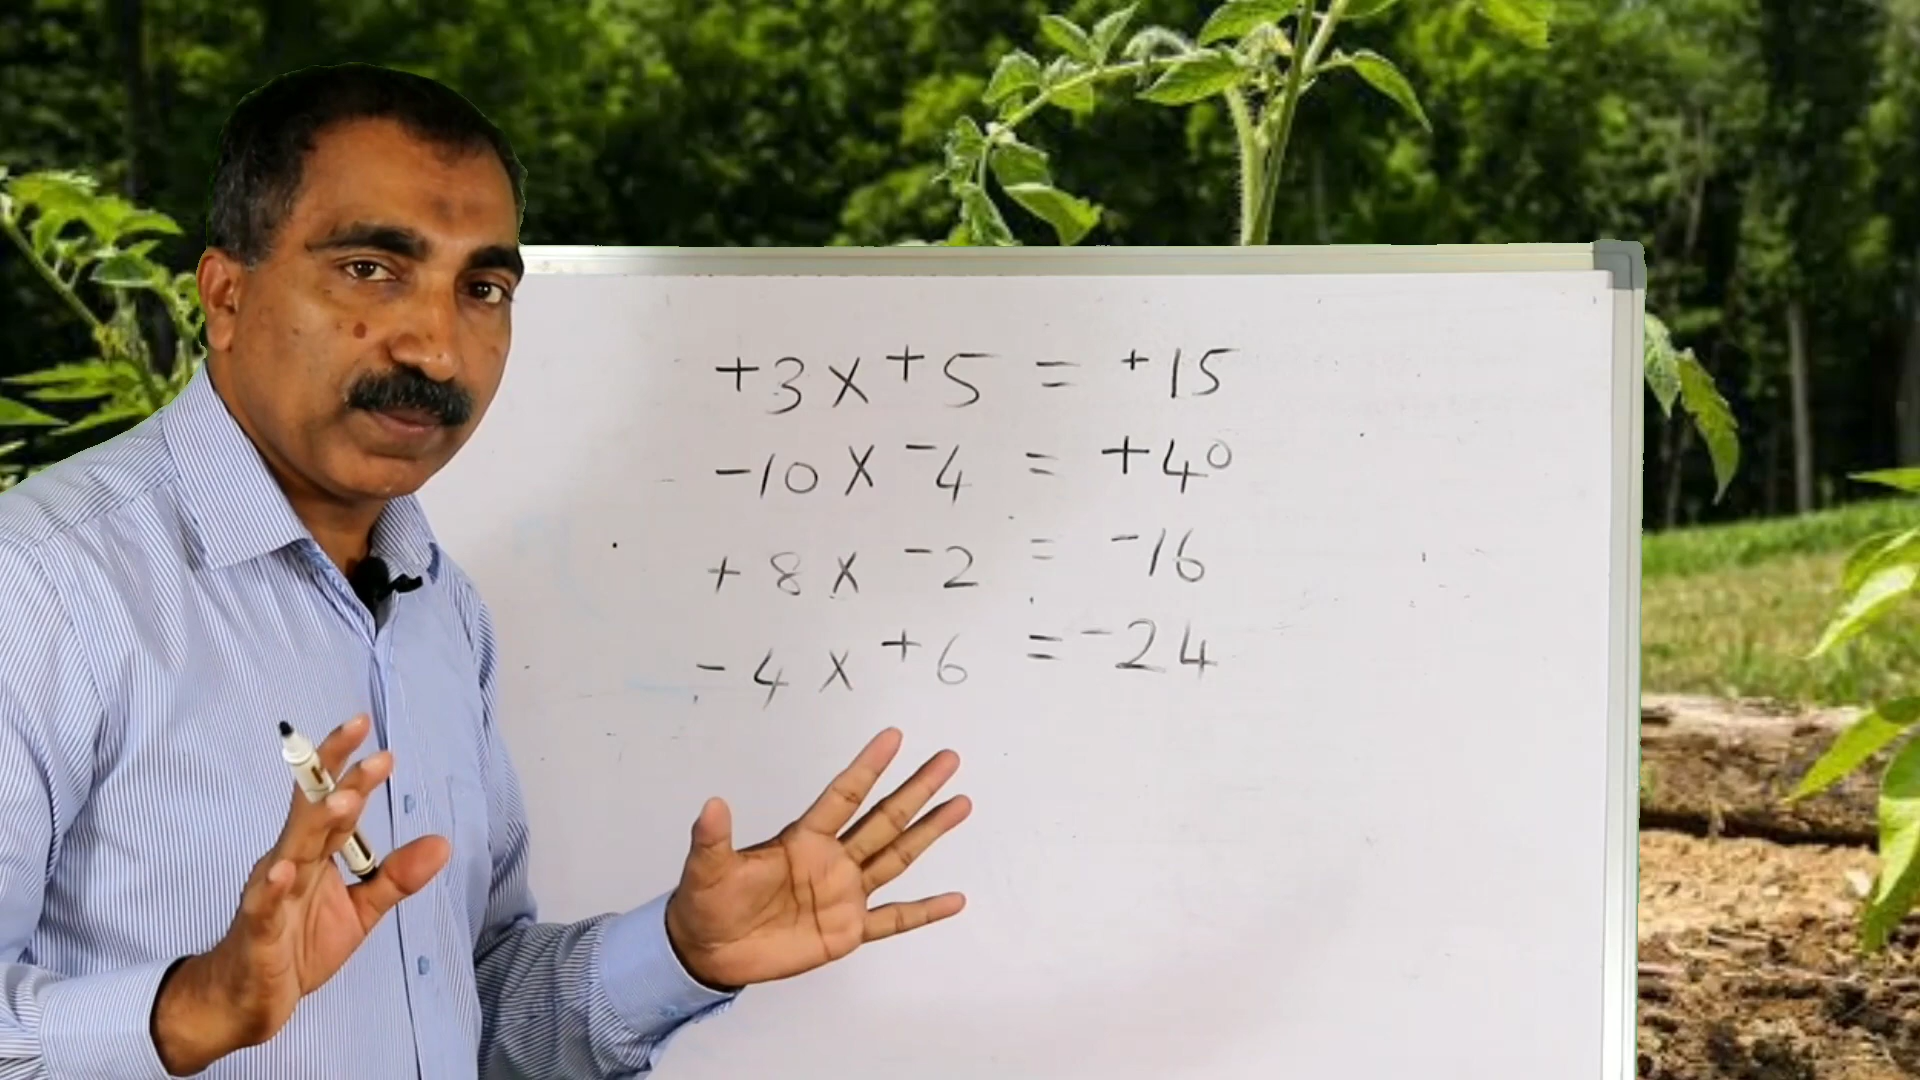 +3 x +5 = +15
-10 x -4 = +40
+8 x -2 = -16
-4 x +6 = -24